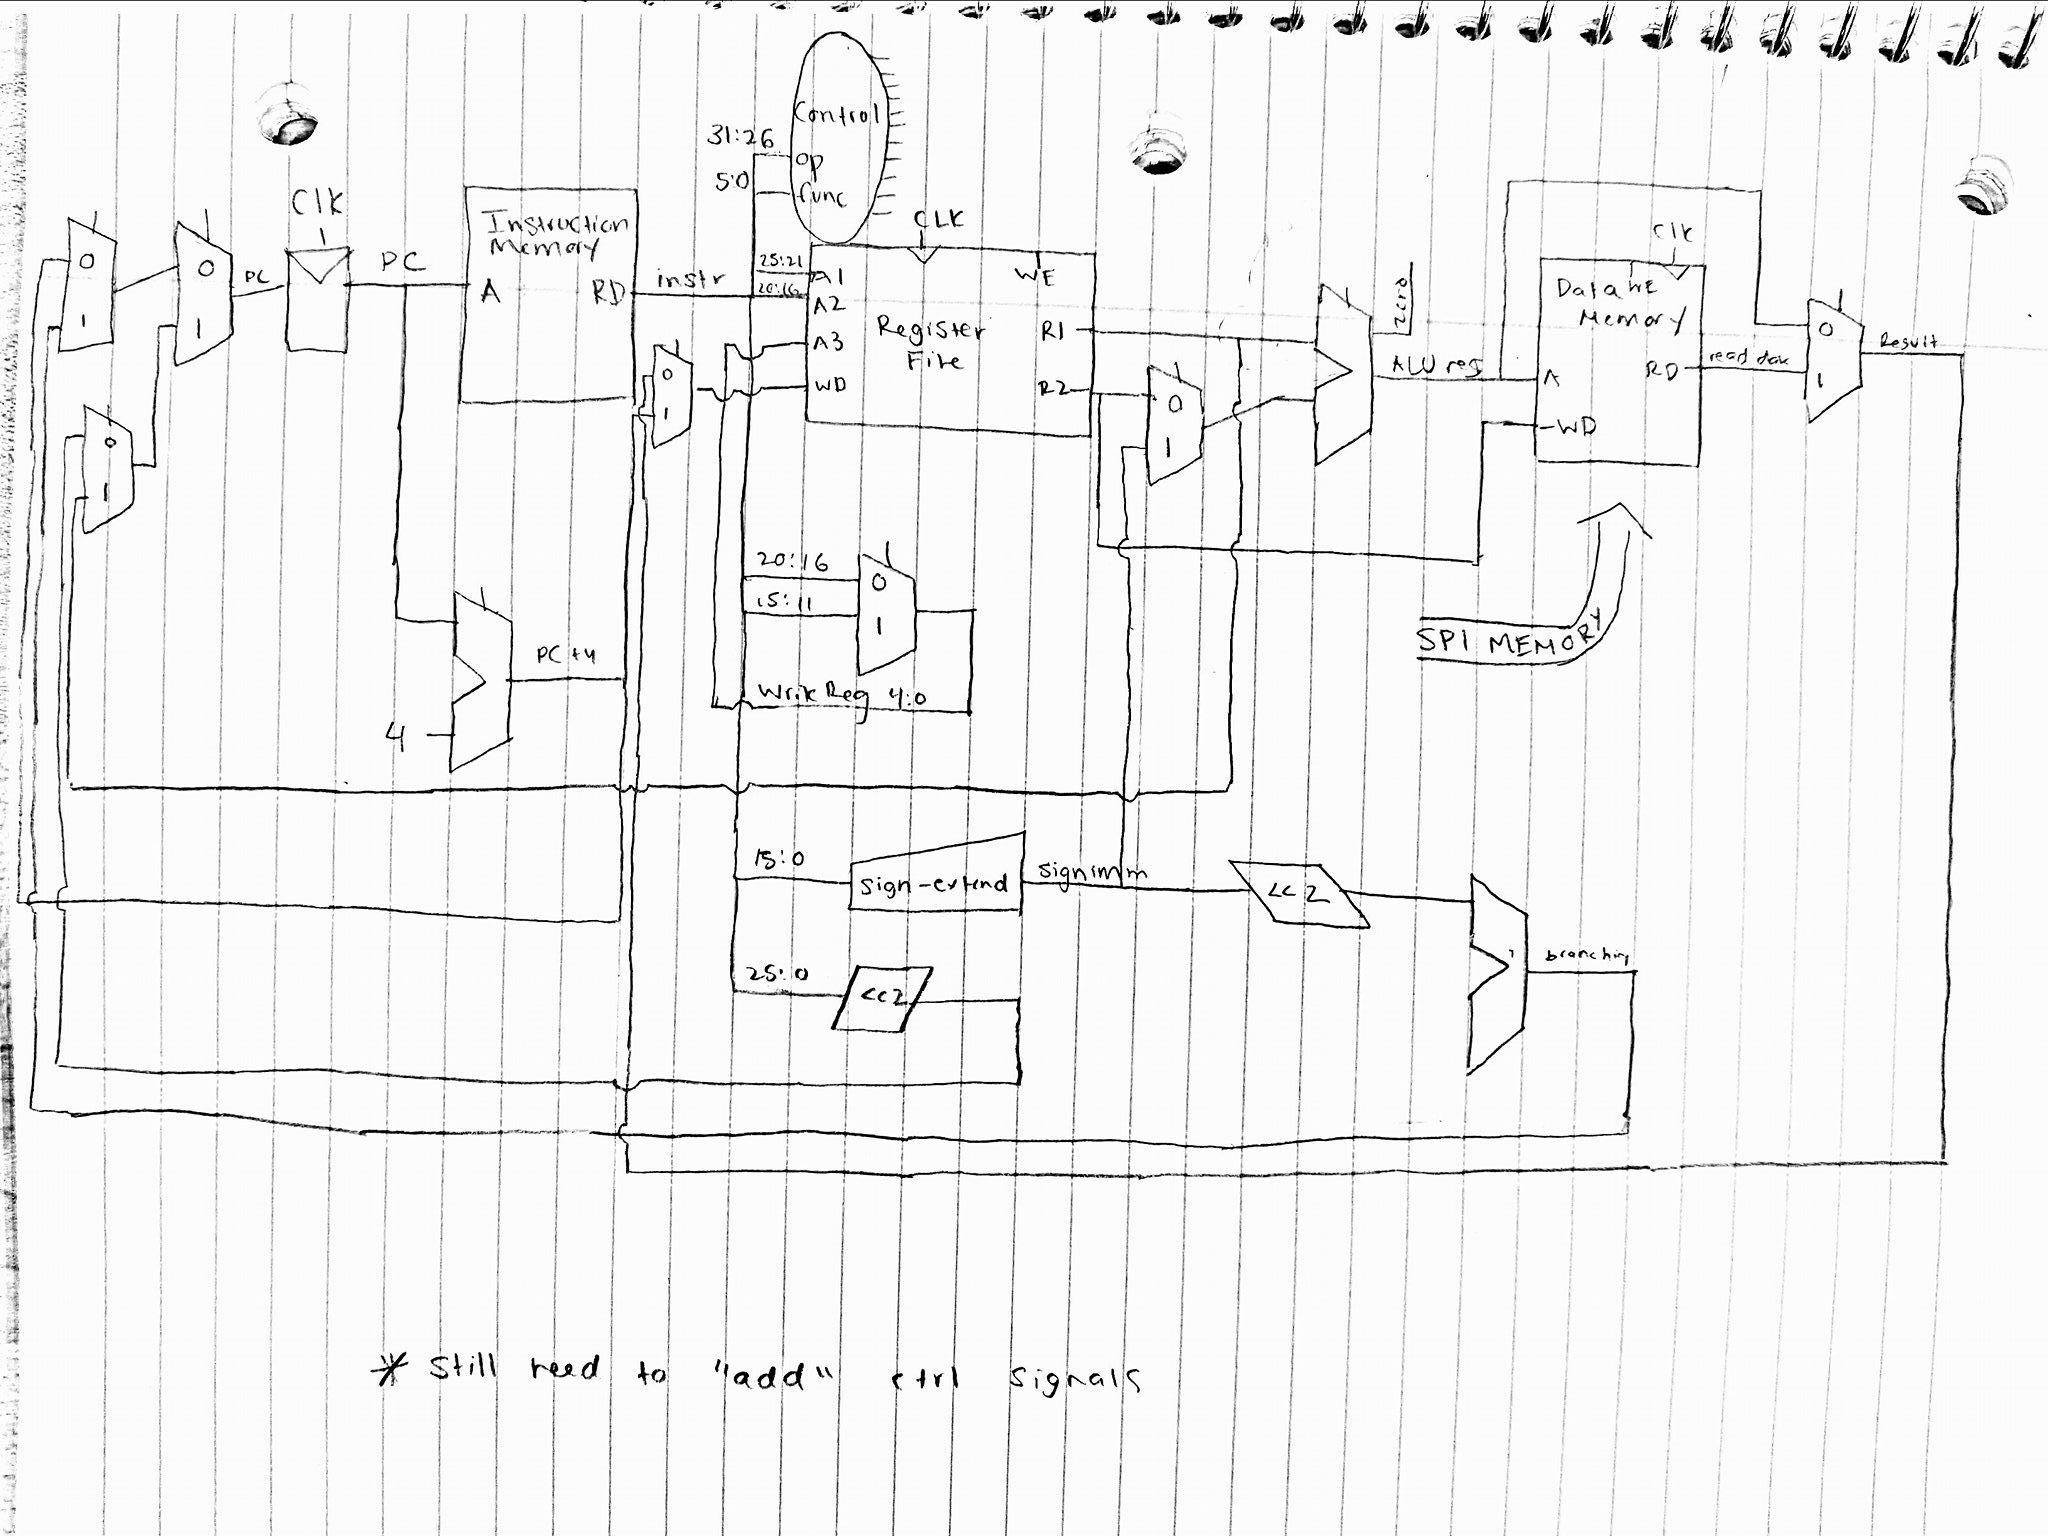 Control
31:26
op
5:0
func
Clk
PC
PC
0
1
0
1
0
1
Instruction
Memory
A
RD
instr
25:21
20:16
CLK
A1
A2
A3
WD
WE
Register
File
R1
R2
0
1
0
1
zero
ALU res
Clk
Data WE
Memory
A
RD
WD
0
1
Result
SPI MEMORY
20:16
15:11
0
1
WriteReg 4:0
PC+4
4
15:0
sign-extend
signimm
<<2
branching
25:0
<<2
* Still need to "add" ctrl signals